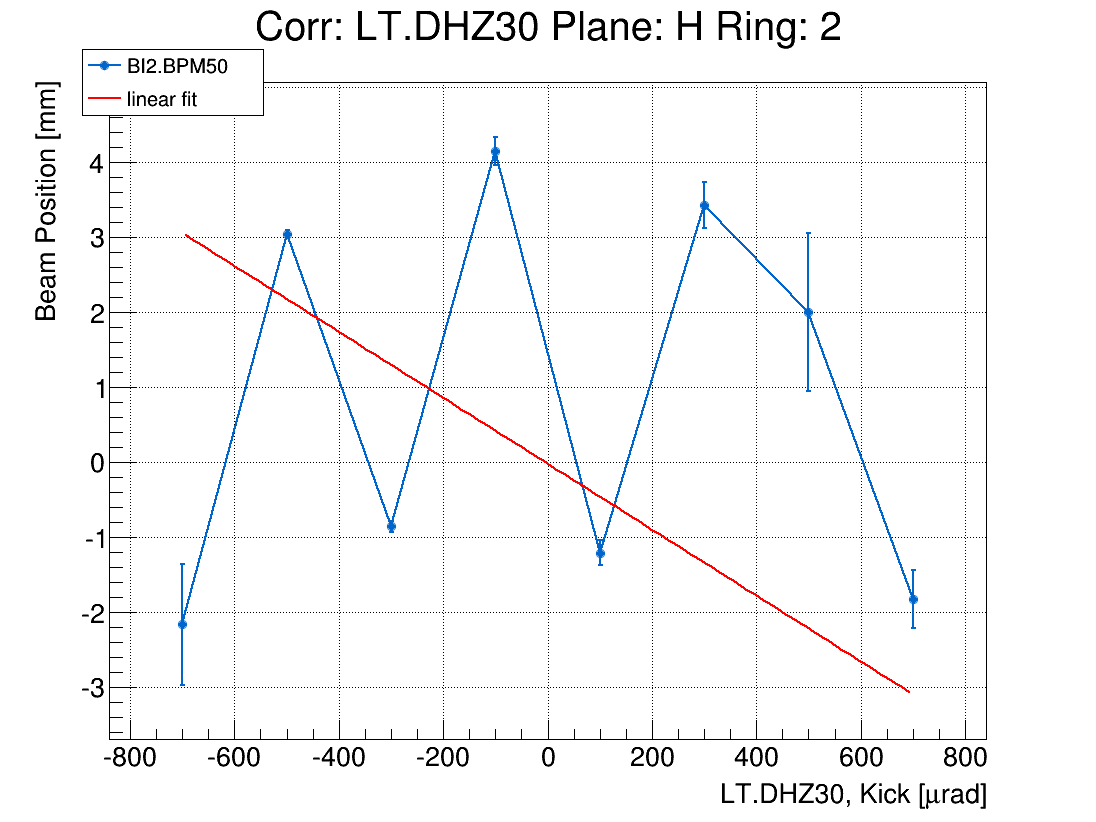 Corr: LT.DHZ30 Plane: H Ring: 2
BI2.BPM50
linear fit
Beam Position [mm]
4
3
2
1
0
-1
-2
-3
-800 -600 -400 -200 0 200 400 600 800
LT.DHZ30, Kick [μrad]